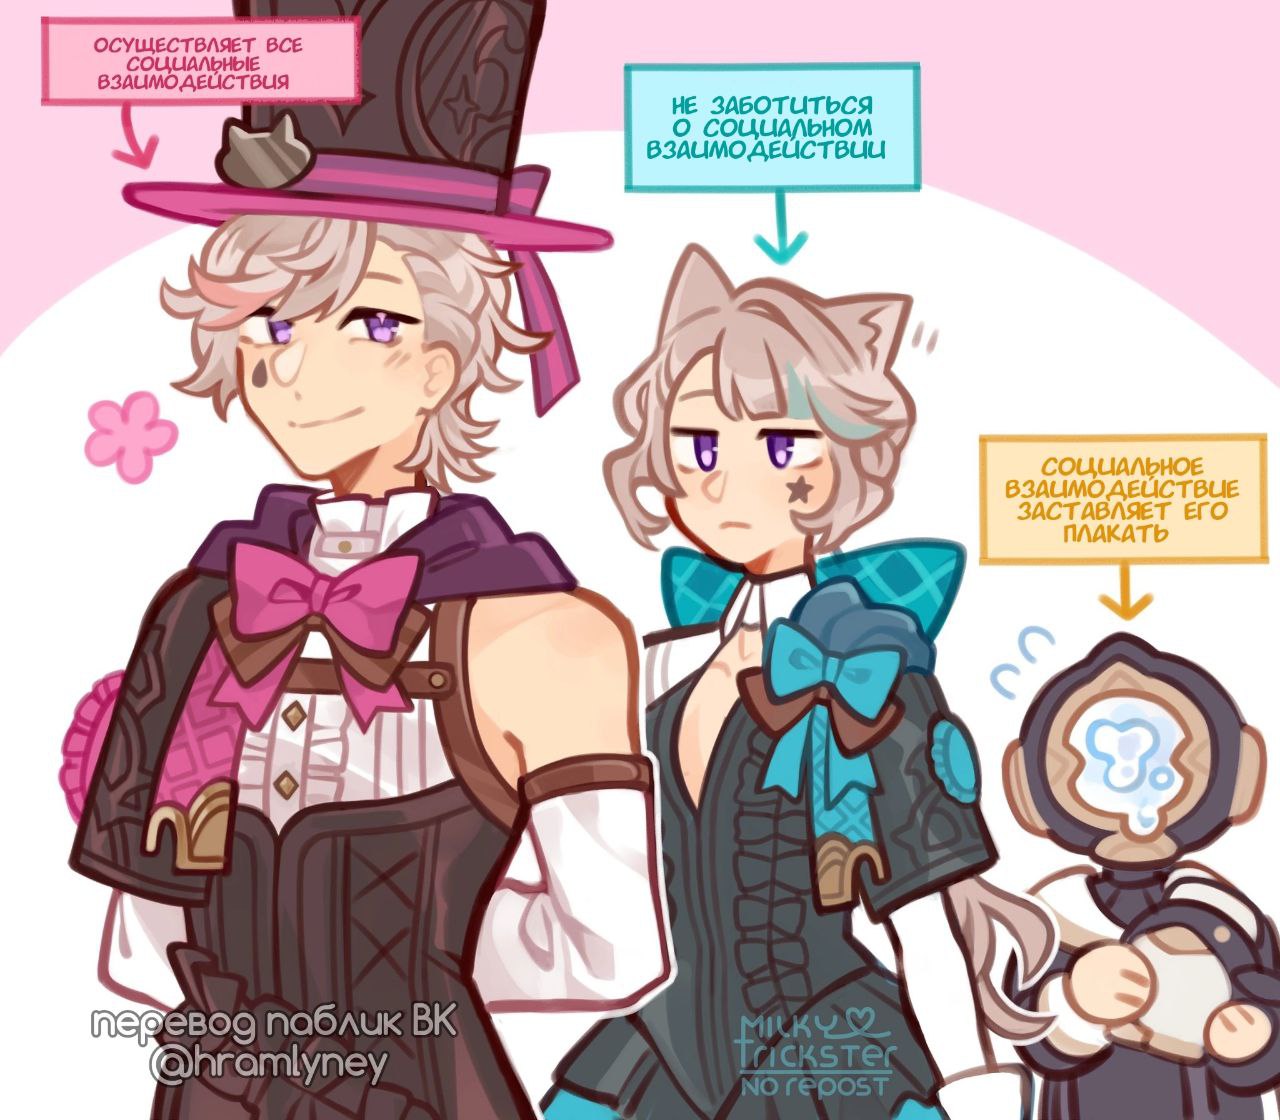 ОСУЩЕСТВЛЯЕТ ВСЕ
СОЦИАЛЬНЫЕ
ВЗАИМОДЕЙСТВИЯ
НЕ ЗАБОТИТЬСЯ
О СОЦИАЛЬНОМ
ВЗАИМОДЕЙСТВИИ
СОЦИАЛЬНОЕ
ВЗАИМОДЕЙСТВИЕ
ЗАСТАВЛЯЕТ ЕГО
ПЛАКАТЬ
перевод паблик ВК
@hramlyney
MILKY
trickster
NO rEPOST